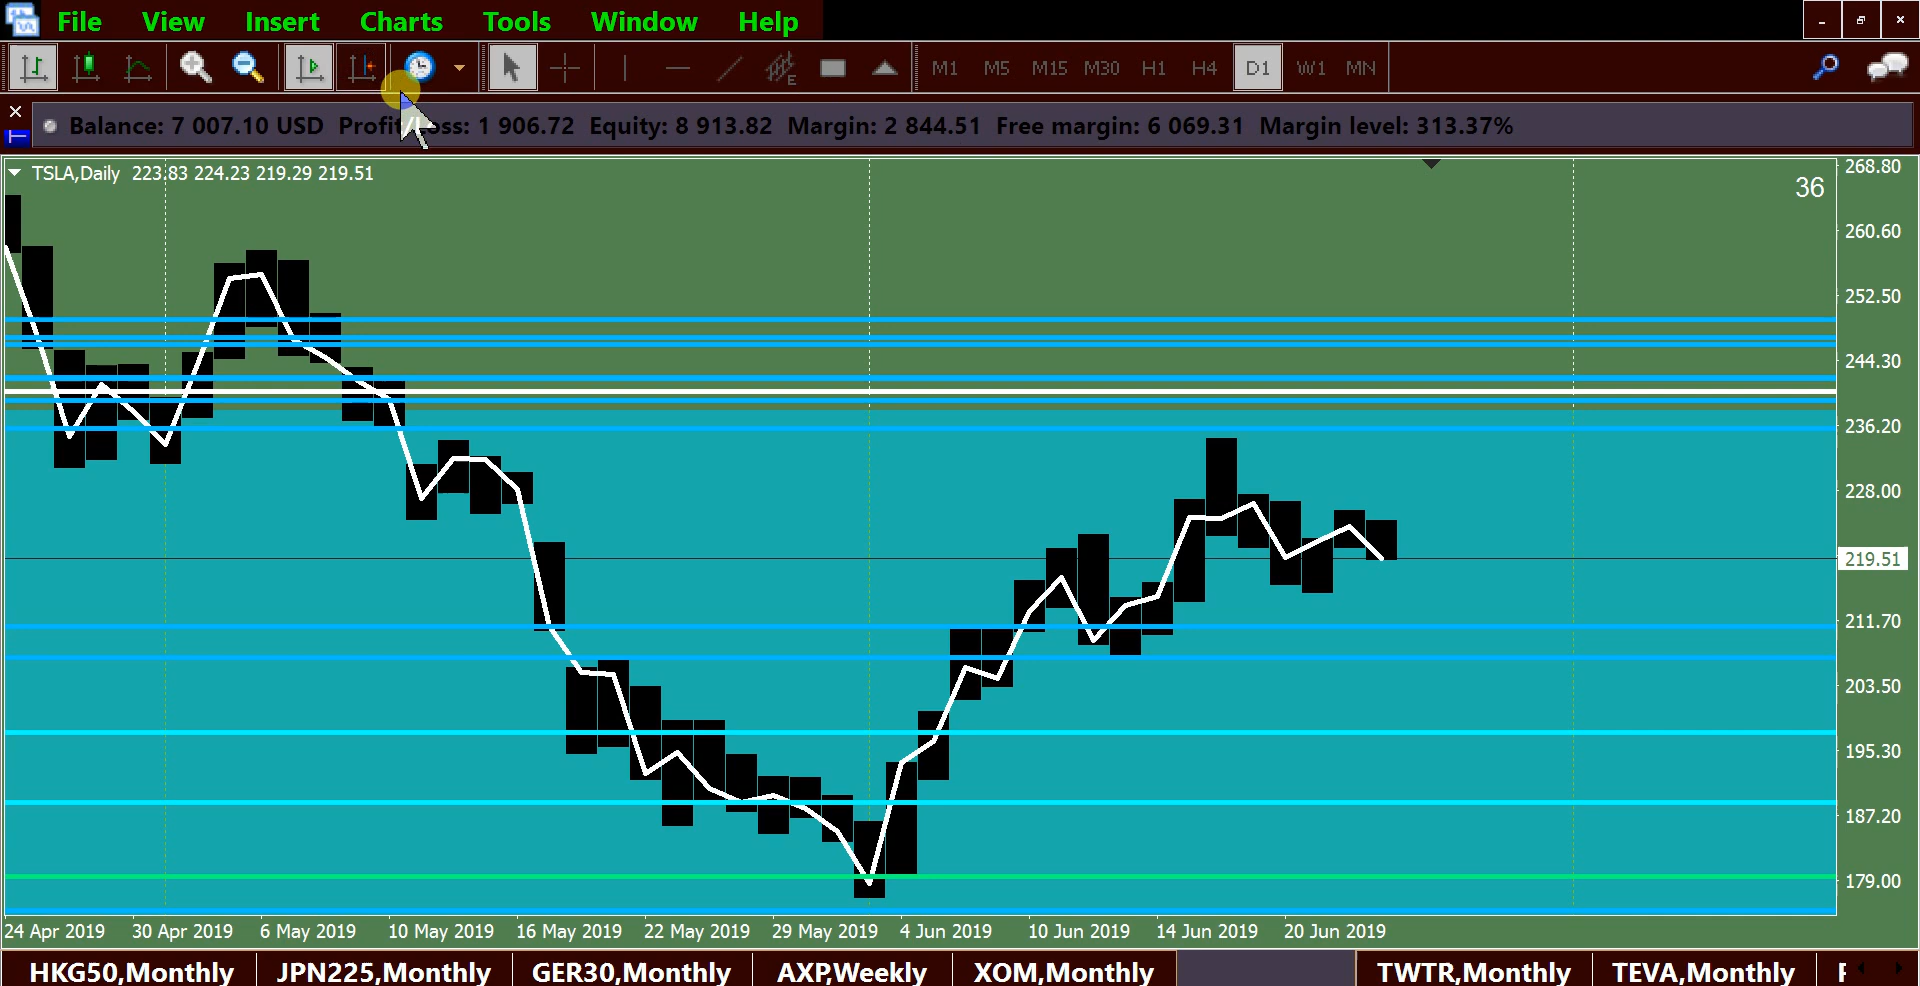 File View Insert Charts Tools Window Help
E M1 M5 M15 M30 H1 H4 D1 W1 MN
Balance: 7 007.10 USD Profit/Loss: 1 906.72 Equity: 8 913.82 Margin: 2 844.51 Free margin: 6 069.31 Margin level: 313.37%
TSLA,Daily 223.83 224.23 219.29 219.51
36
268.80
260.60
252.50
244.30
236.20
228.00
219.51
211.70
203.50
195.30
187.20
179.00
24 Apr 2019 30 Apr 2019 6 May 2019 10 May 2019 16 May 2019 22 May 2019 29 May 2019 4 Jun 2019 10 Jun 2019 14 Jun 2019 20 Jun 2019
HKG50,Monthly JPN225,Monthly GER30,Monthly AXP,Weekly XOM,Monthly TWTR,Monthly TEVA,Monthly